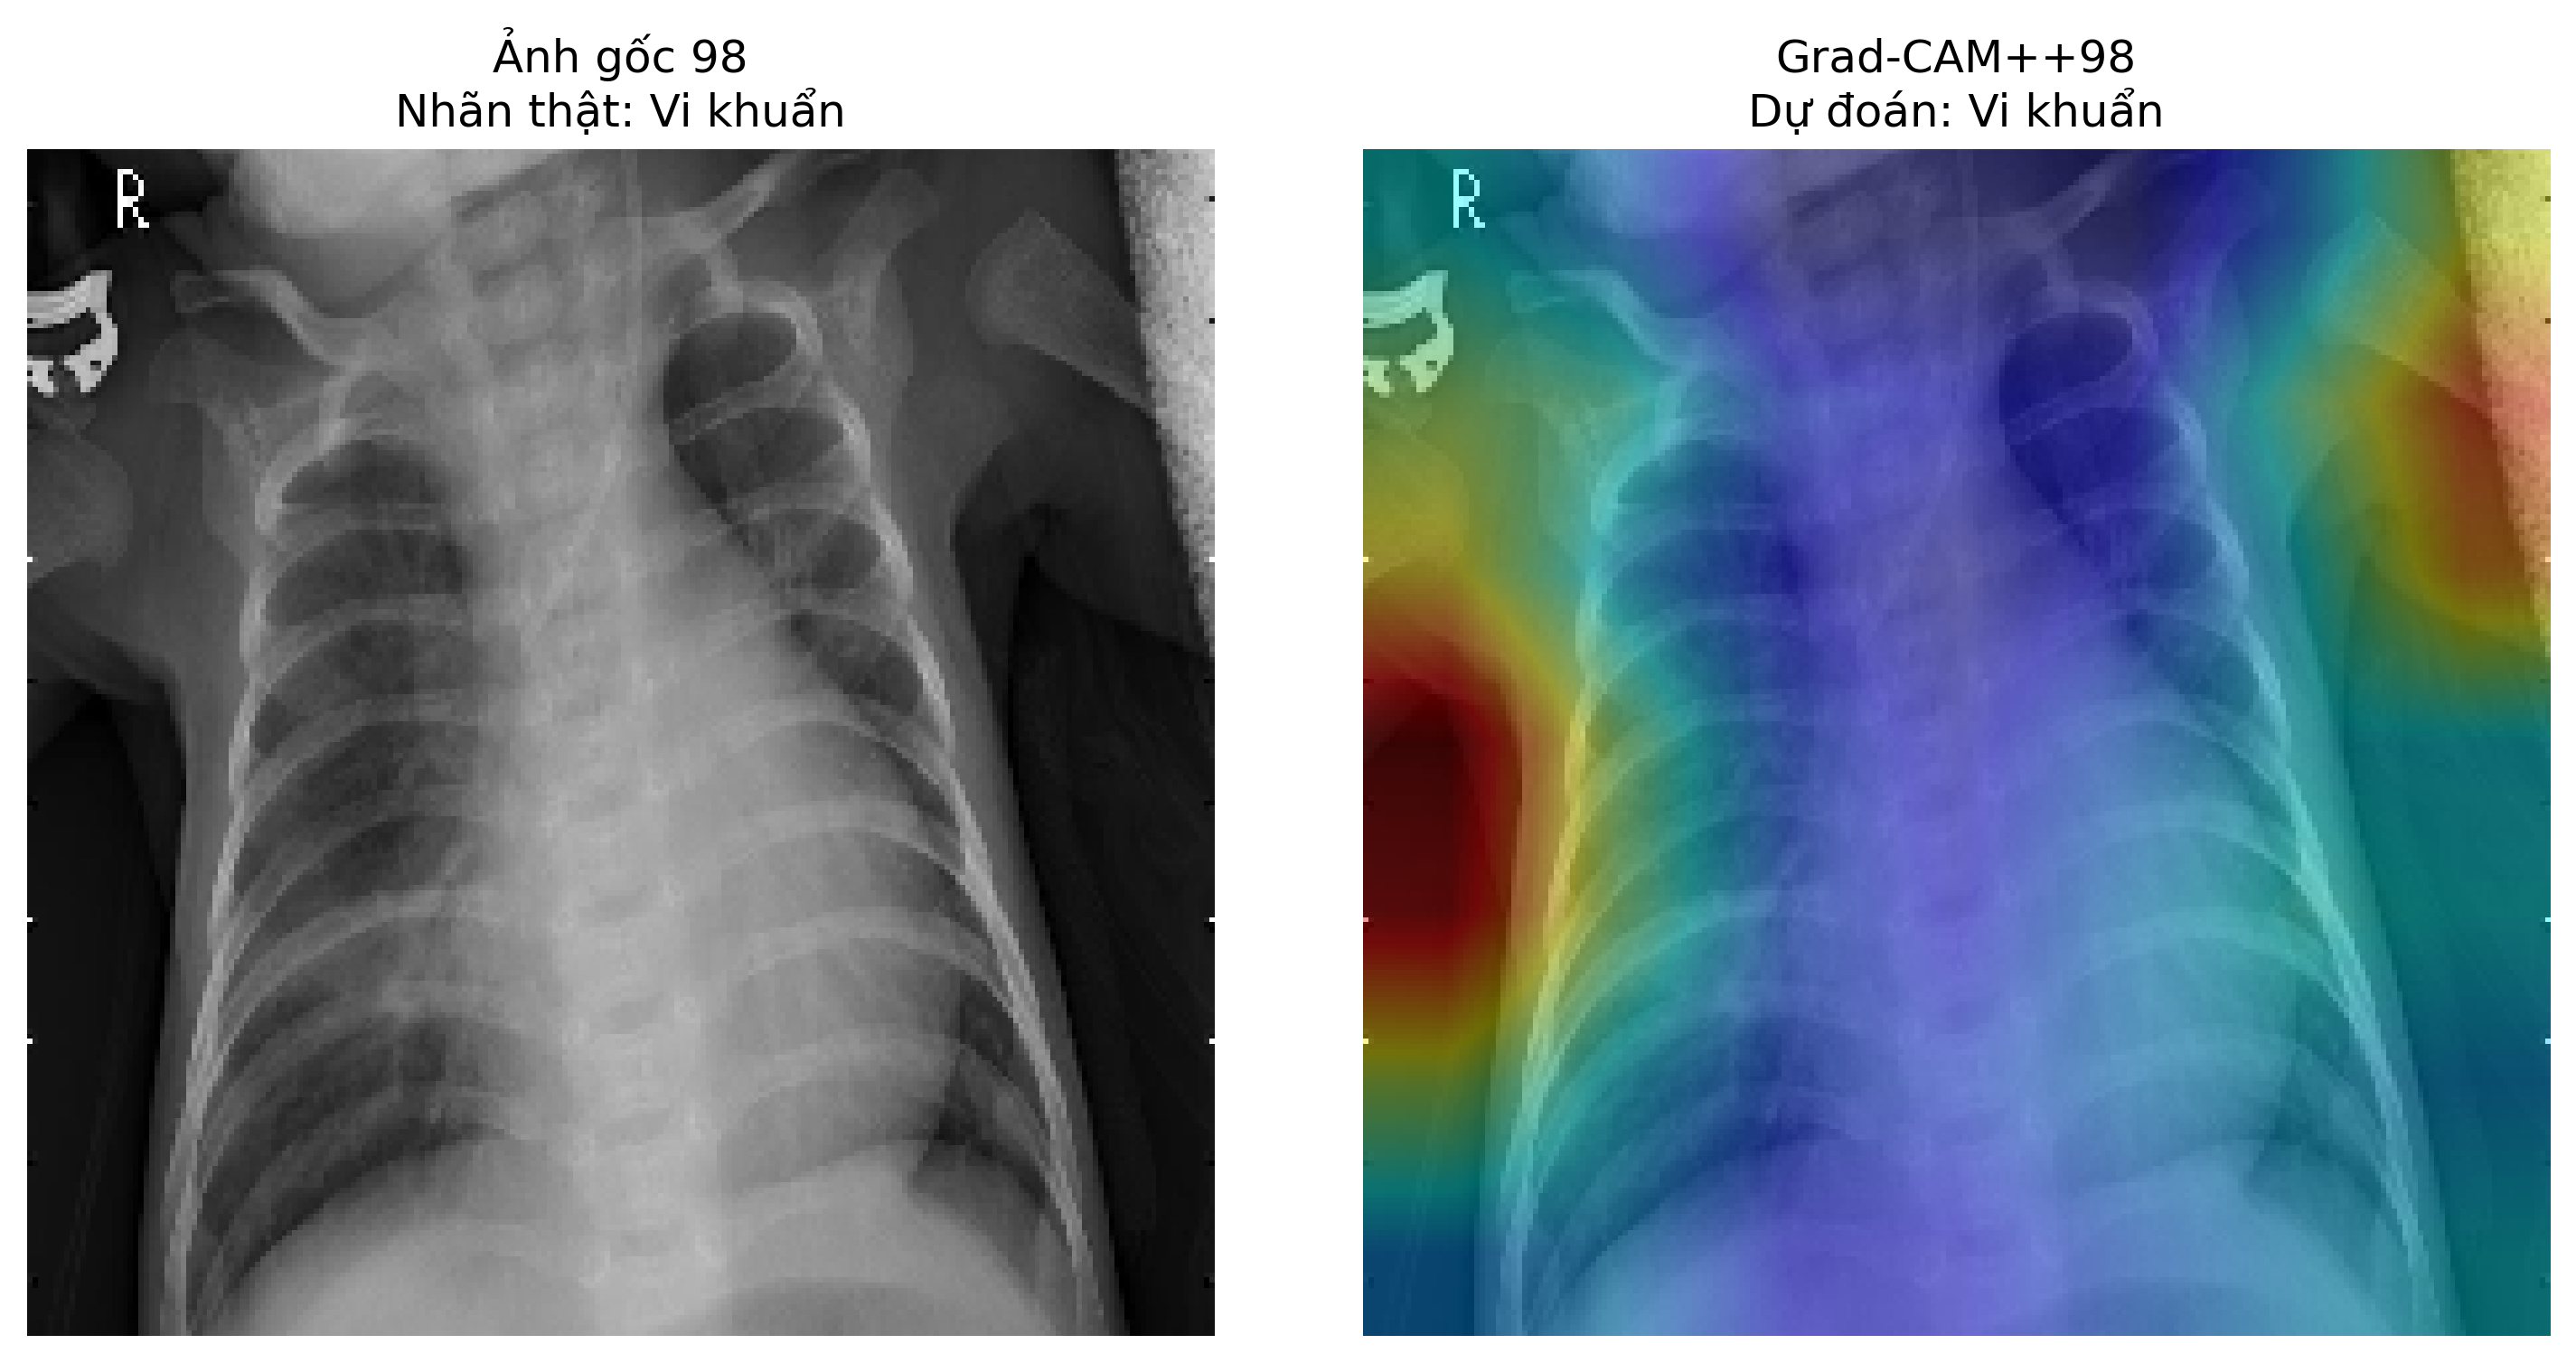 Ảnh gốc 98
Nhãn thật: Vi khuẩn
R
Grad-CAM++98
Dự đoán: Vi khuẩn
R